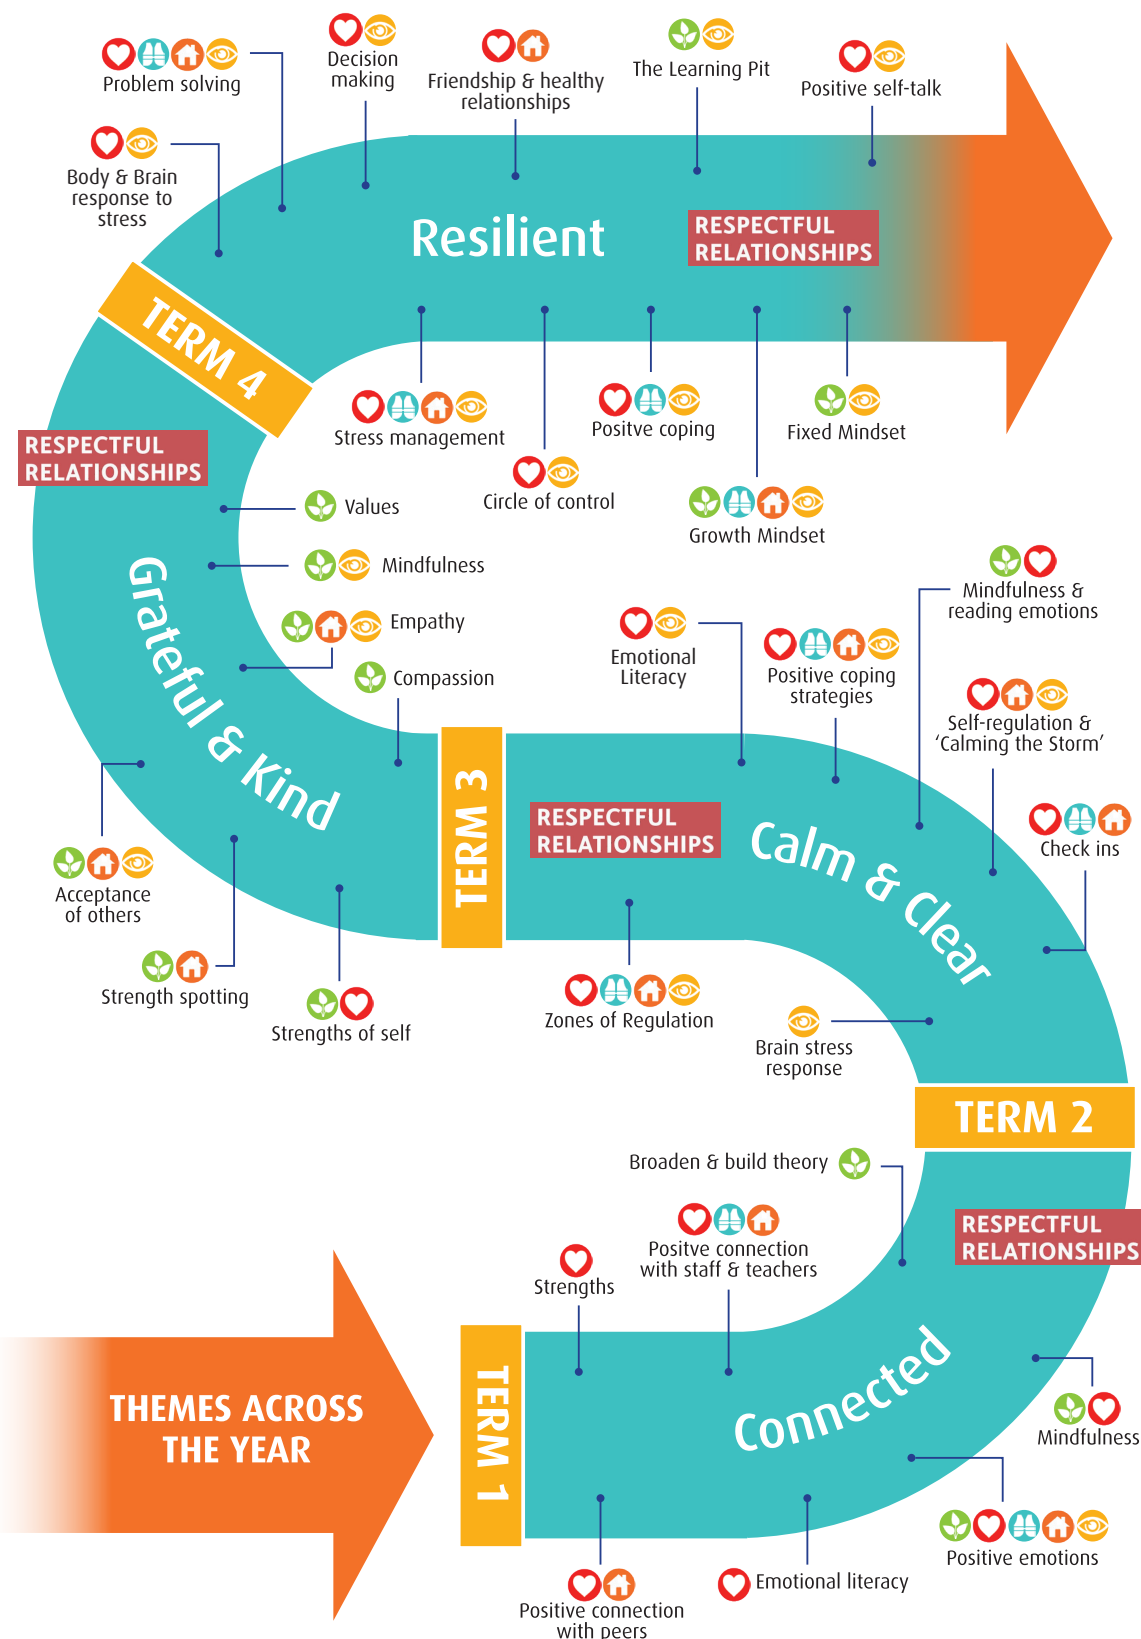 Problem solving
Decision
making
Friendship & healthy
relationships
The Learning Pit
Positive self-talk
Body & Brain
response to
stress
Resilient
RESPECTFUL
RELATIONSHIPS
TERM 4
Stress management
Circle of control
Positve coping
Growth Mindset
Fixed Mindset
RESPECTFUL
RELATIONSHIPS
Values
Mindfulness
Empathy
Compassion
Grateful & Kind
Acceptance
of others
Strength spotting
Strengths of self
TERM 3
RESPECTFUL
RELATIONSHIPS
Emotional
Literacy
Positive coping
strategies
Mindfulness &
reading emotions
Self-regulation &
‘Calming the Storm’
Check ins
Calm & Clear
Zones of Regulation
Brain stress
response
TERM 2
Broaden & build theory
RESPECTFUL
RELATIONSHIPS
Positve connection
with staff & teachers
Strengths
THEMES ACROSS
THE YEAR
TERM 1
Connected
Mindfulness
Positive emotions
Emotional literacy
Positive connection
with peers